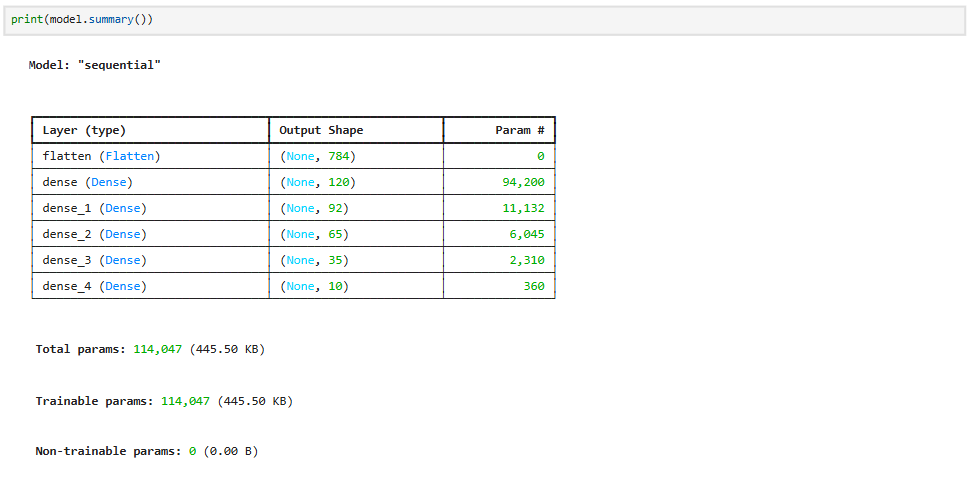 print(model.summary())
Model: "sequential"
Layer (type) Output Shape Param #
flatten (Flatten) (None, 784) 0
dense (Dense) (None, 120) 94,200
dense_1 (Dense) (None, 92) 11,132
dense_2 (Dense) (None, 65) 6,045
dense_3 (Dense) (None, 35) 2,310
dense_4 (Dense) (None, 10) 360
Total params: 114,047 (445.50 KB)
Trainable params: 114,047 (445.50 KB)
Non-trainable params: 0 (0.00 B)